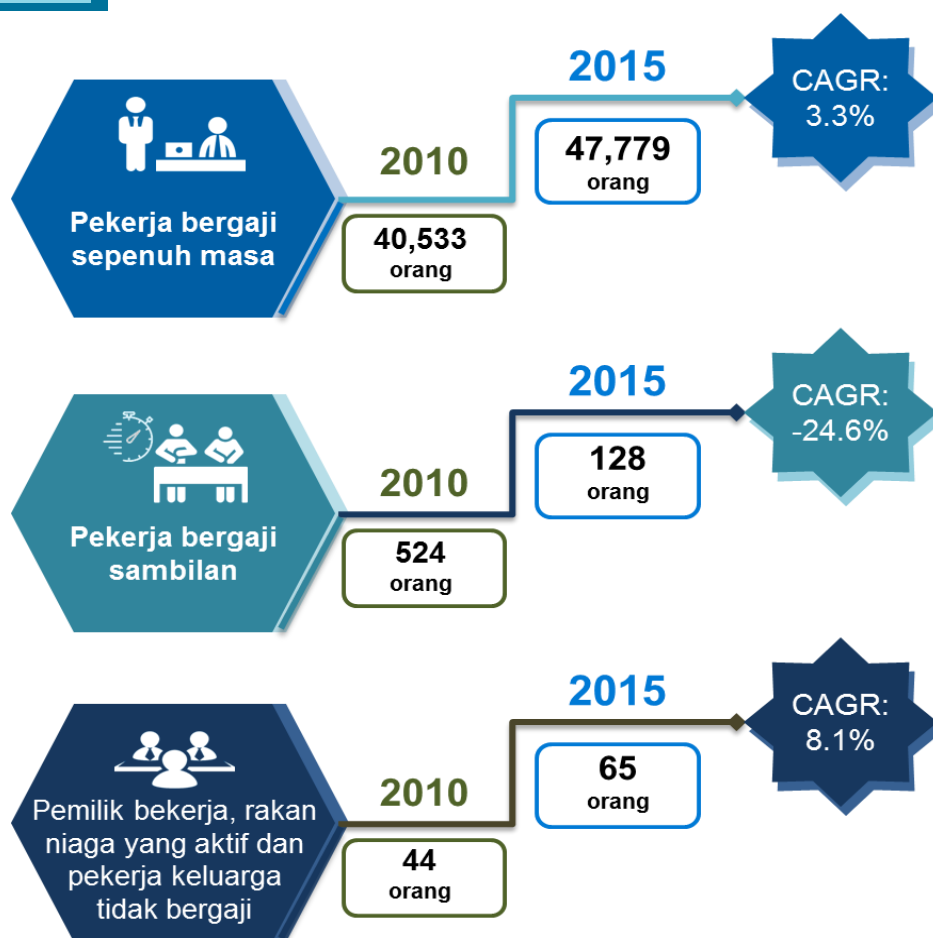 Pekerja bergaji
sepenuh masa
2010
40,533
orang
2015
47,779
orang
CAGR:
3.3%
Pekerja bergaji
sambilan
2010
524
orang
2015
128
orang
CAGR:
-24.6%
Pemilik bekerja, rakan
niaga yang aktif dan
pekerja keluarga
tidak bergaji
2010
44
orang
2015
65
orang
CAGR:
8.1%